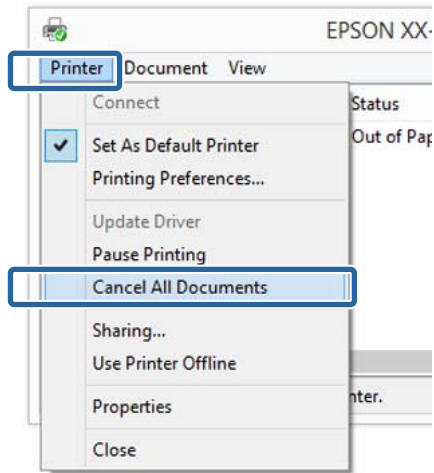 EPSON XX-
Printer Document View
Connect
Status
Set As Default Printer
Out of Pap
Printing Preferences...
Update Driver
Pause Printing
Cancel All Documents
Sharing...
Use Printer Offline
Properties
nter.
Close